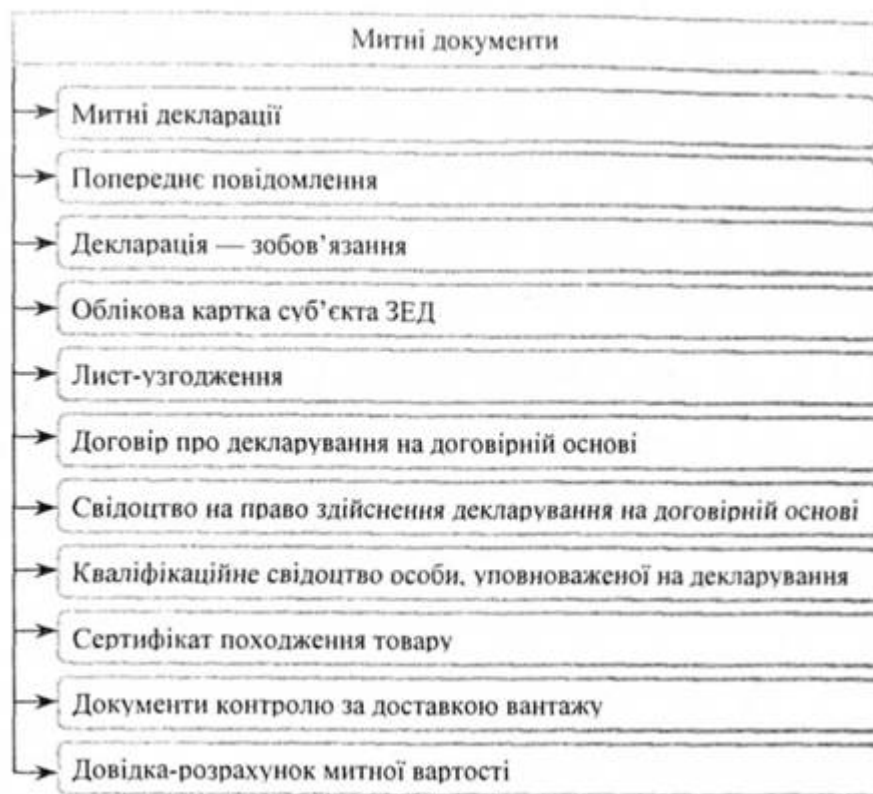 Митні документи
Митні декларації
Попереднє повідомлення
Декларація — зобов’язання
Облікова картка суб’єкта ЗЕД
Лист-узгодження
Договір про декларування на договірній основі
Свідоцтво на право здійснення декларування на договірній основі
Кваліфікаційне свідоцтво особи, уповноваженої на декларування
Сертифікат походження товару
Документи контролю за доставкою вантажу
Довідка-розрахунок митної вартості